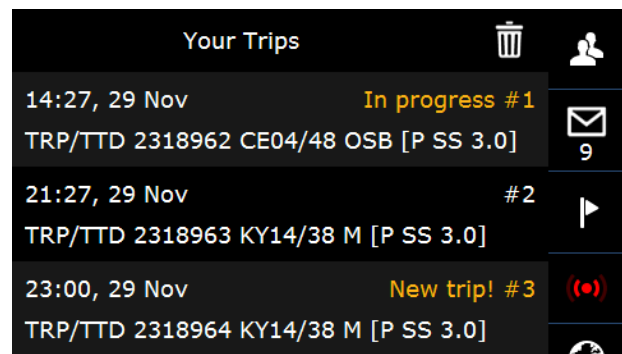 Your Trips
14:27, 29 Nov In progress #1
TRP/TTD 2318962 CE04/48 OSB [P SS 3.0]
9
21:27, 29 Nov #2
TRP/TTD 2318963 KY14/38 M [P SS 3.0]
23:00, 29 Nov New trip! #3
TRP/TTD 2318964 KY14/38 M [P SS 3.0]